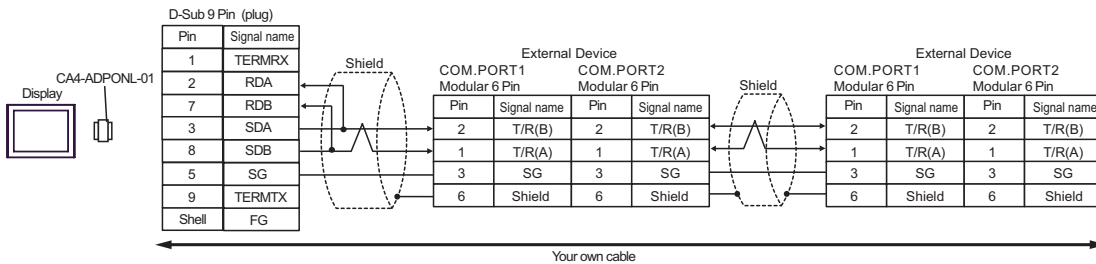 D-Sub 9 Pin (plug)
Pin Signal name
1 TERMRX
2 RDA
7 RDB
3 SDA
8 SDB
5 SG
9 TERMTX
Shell FG
CA4-ADPONL-01
Display
Shield
External Device
COM.PORT1 COM.PORT2
Modular 6 Pin Modular 6 Pin
Pin Signal name Pin Signal name
2 T/R(B) 2 T/R(B)
1 T/R(A) 1 T/R(A)
3 SG 3 SG
6 Shield 6 Shield
Shield
External Device
COM.PORT1 COM.PORT2
Modular 6 Pin Modular 6 Pin
Pin Signal name Pin Signal name
2 T/R(B) 2 T/R(B)
1 T/R(A) 1 T/R(A)
3 SG 3 SG
6 Shield 6 Shield
Your own cable